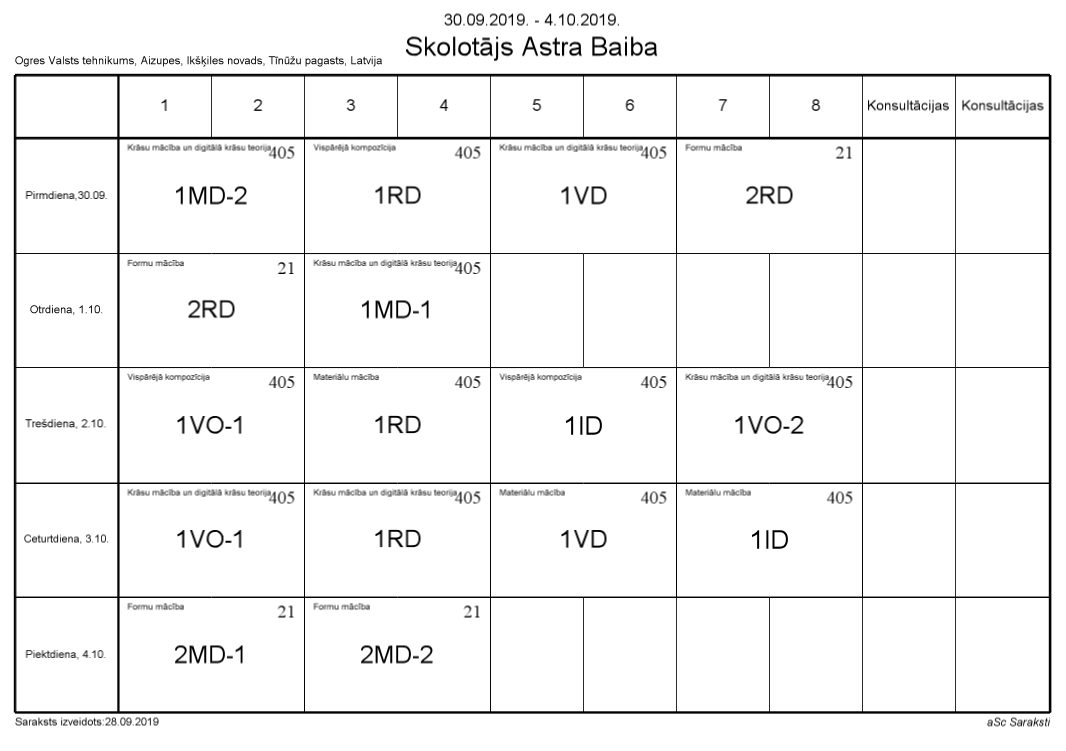 30.09.2019. - 4.10.2019.
Skolotājs Astra Baiba
Ogres Valsts tehnikums, Aizupes, Ikšķiles novads, Tīnūžu pagasts, Latvija
1 2 3 4 5 6 7 8 Konsultācijas Konsultācijas
Krāsu mācība un digitālā krāsu teorija 405 Vispārējā kompozīcija 405 Krāsu mācība un digitālā krāsu teorija 405 Formu mācība 21
Pirmdiena,30.09. 1MD-2 1RD 1VD 2RD
Formu mācība 21 Krāsu mācība un digitālā krāsu teorija 405
Otrdiena, 1.10. 2RD 1MD-1
Vispārējā kompozīcija 405 Materiālu mācība 405 Vispārējā kompozīcija 405 Krāsu mācība un digitālā krāsu teorija 405
Trešdiena, 2.10. 1VO-1 1RD 1ID 1VO-2
Krāsu mācība un digitālā krāsu teorija 405 Krāsu mācība un digitālā krāsu teorija 405 Materiālu mācība 405 Materiālu mācība 405
Ceturtdiena, 3.10. 1VO-1 1RD 1VD 1ID
Formu mācība 21 Formu mācība 21
Piektdiena, 4.10. 2MD-1 2MD-2
Saraksts izveidots:28.09.2019 aSc Saraksti